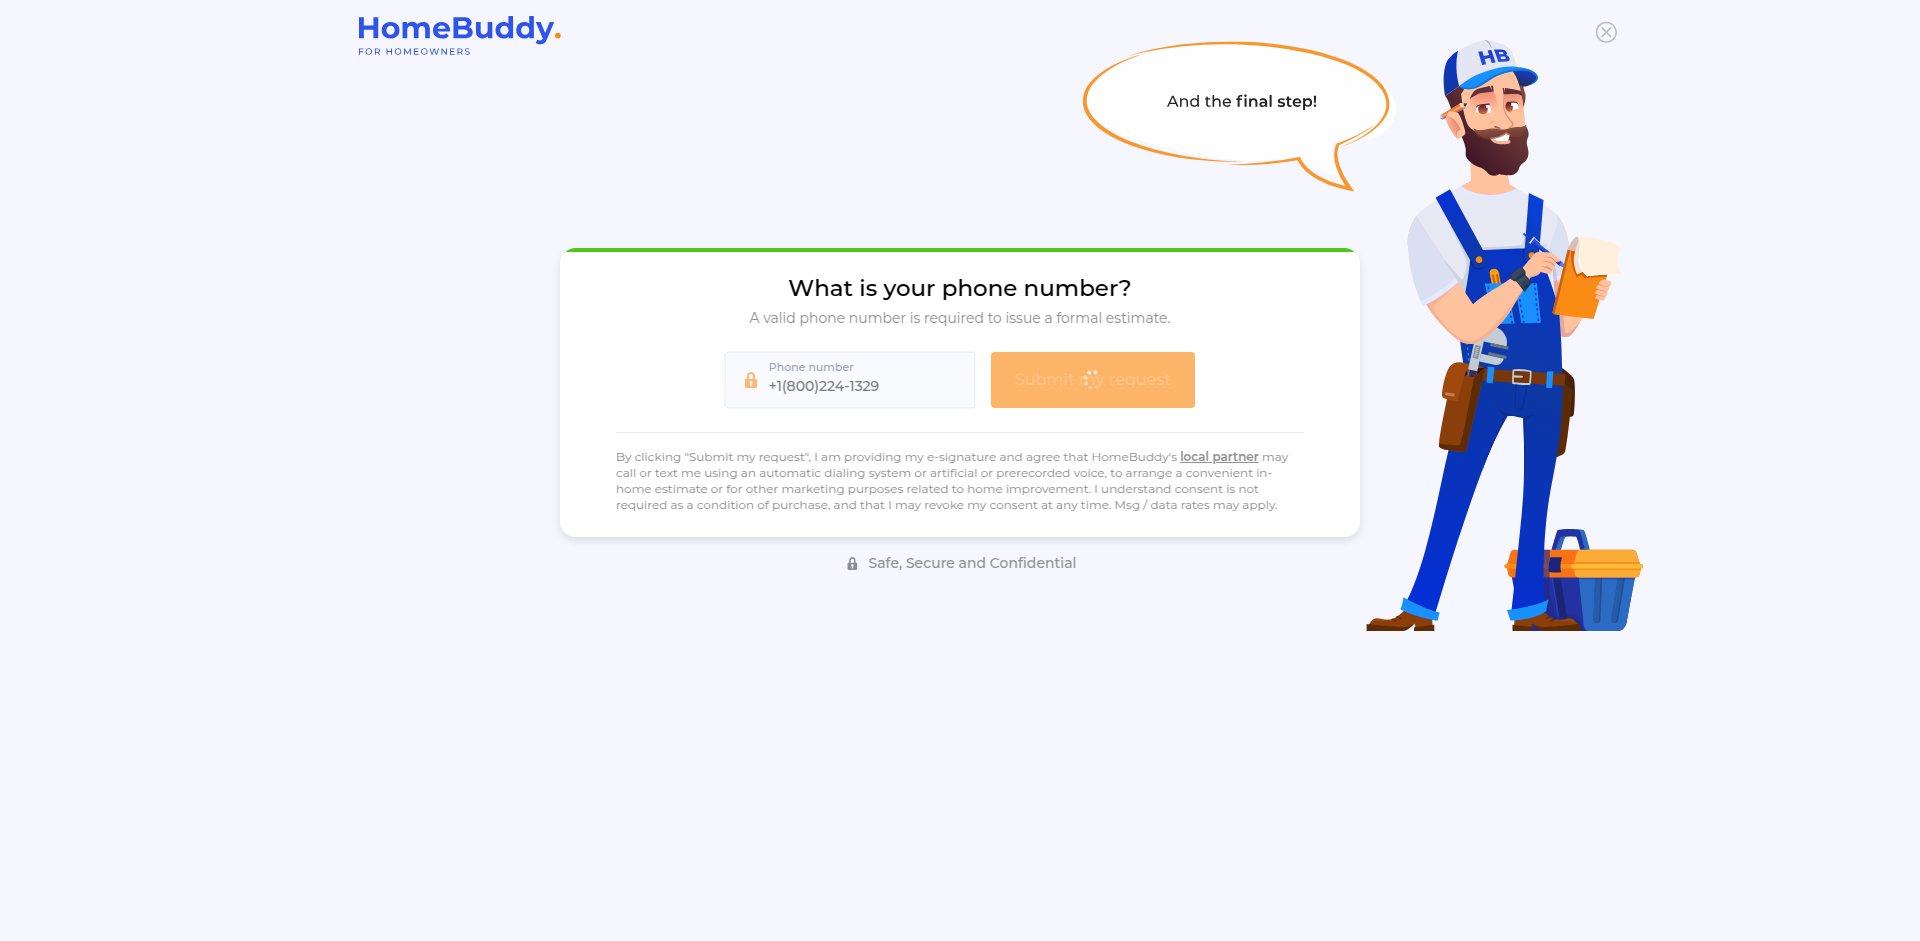 HomeBuddy.
FOR HOMEOWNERS
HB
And the final step!
What is your phone number?
A valid phone number is required to issue a formal estimate.
Phone number
+1(800)224-1329
Submit my request
By clicking "Submit my request", I am providing my e-signature and agree that HomeBuddy's local partner may
call or text me using an automatic dialing system or artificial or prerecorded voice, to arrange a convenient in-
home estimate or for other marketing purposes related to home improvement. I understand consent is not
required as a condition of purchase, and that I may revoke my consent at any time. Msg / data rates may apply.
Safe, Secure and Confidential